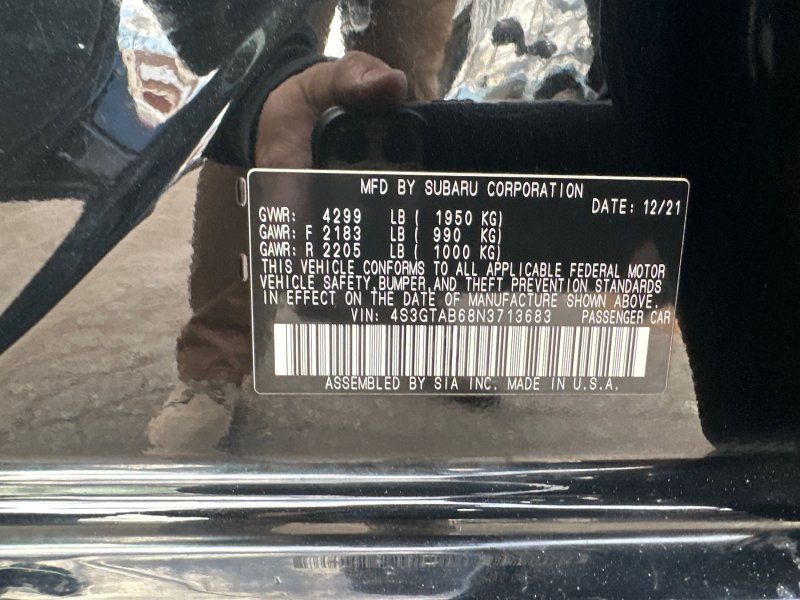 MFD BY SUBARU CORPORATION
DATE: 12/21
GVWR: 4299 LB ( 1950 KG)
GAWR: F 2183 LB ( 990 KG)
GAWR: R 2205 LB ( 1000 KG)
THIS VEHICLE CONFORMS TO ALL APPLICABLE FEDERAL MOTOR
VEHICLE SAFETY,BUMPER,AND THEFT PREVENTION STANDARDS
IN EFFECT ON THE DATE OF MANUFACTURE SHOWN ABOVE.
VIN: 4S3GTAB68N3713683 PASSENGER CAR
ASSEMBLED BY SIA INC. MADE IN U.S.A.